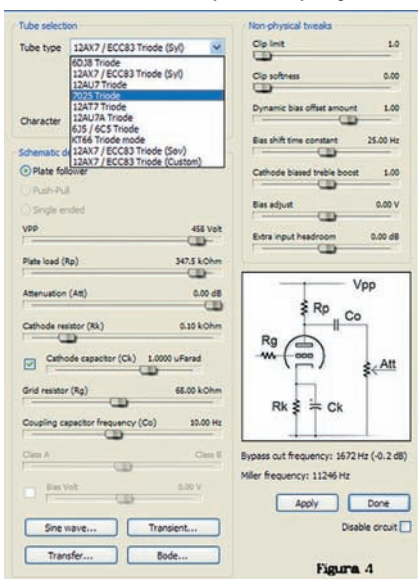 Tube selection
Tube type 12AX7 / ECC83 Triode (Syl)
6DJ8 Triode
12AX7 / ECC83 Triode (Syl)
12AU7 Triode
7025 Triode
12AT7 Triode
12AU7A Triode
6J5 / 6C5 Triode
KT66 Triode mode
12AX7 / ECC83 Triode (Sov)
12AX7 / ECC83 Triode (Custom)
Character
Schematic de
Plate follower
Push-Pull
Single ended
VPP 456 Volt
Plate load (Rp) 347.5 kOhm
Attenuation (Att) 0.00 dB
Cathode resistor (Rk) 0.10 kOhm
Cathode capacitor (Ck) 1.0000 uFarad
Grid resistor (Rg) 68.00 kOhm
Coupling capacitor frequency (Co) 10.00 Hz
Class A Class B
Bias Volt 0.00 V
Sine wave... Transient...
Transfer... Bode...
Non-physical tweaks
Clip limit 1.0
Clip softness 0.00
Dynamic bias offset amount 1.00
Bias shift time constant 25.00 Hz
Cathode biased treble boost 1.00
Bias adjust 0.00 V
Extra input headroom 0.00 dB
Vpp
Rp
Co
Rg
Att
Rk
Ck
Bypass cut frequency: 1672 Hz (-0.2 dB)
Miller frequency: 11246 Hz
Apply Done
Disable circuit
Figura 4